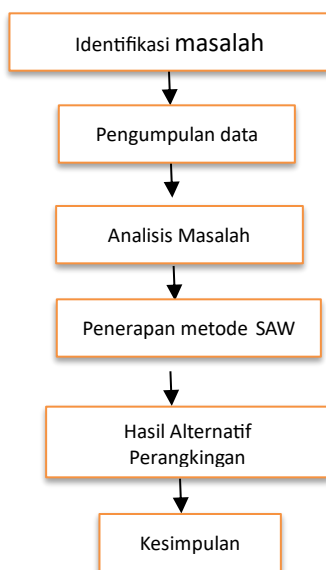 Identifikasi masalah
Pengumpulan data
Analisis Masalah
Penerapan metode SAW
Hasil Alternatif
Perangkingan
Kesimpulan